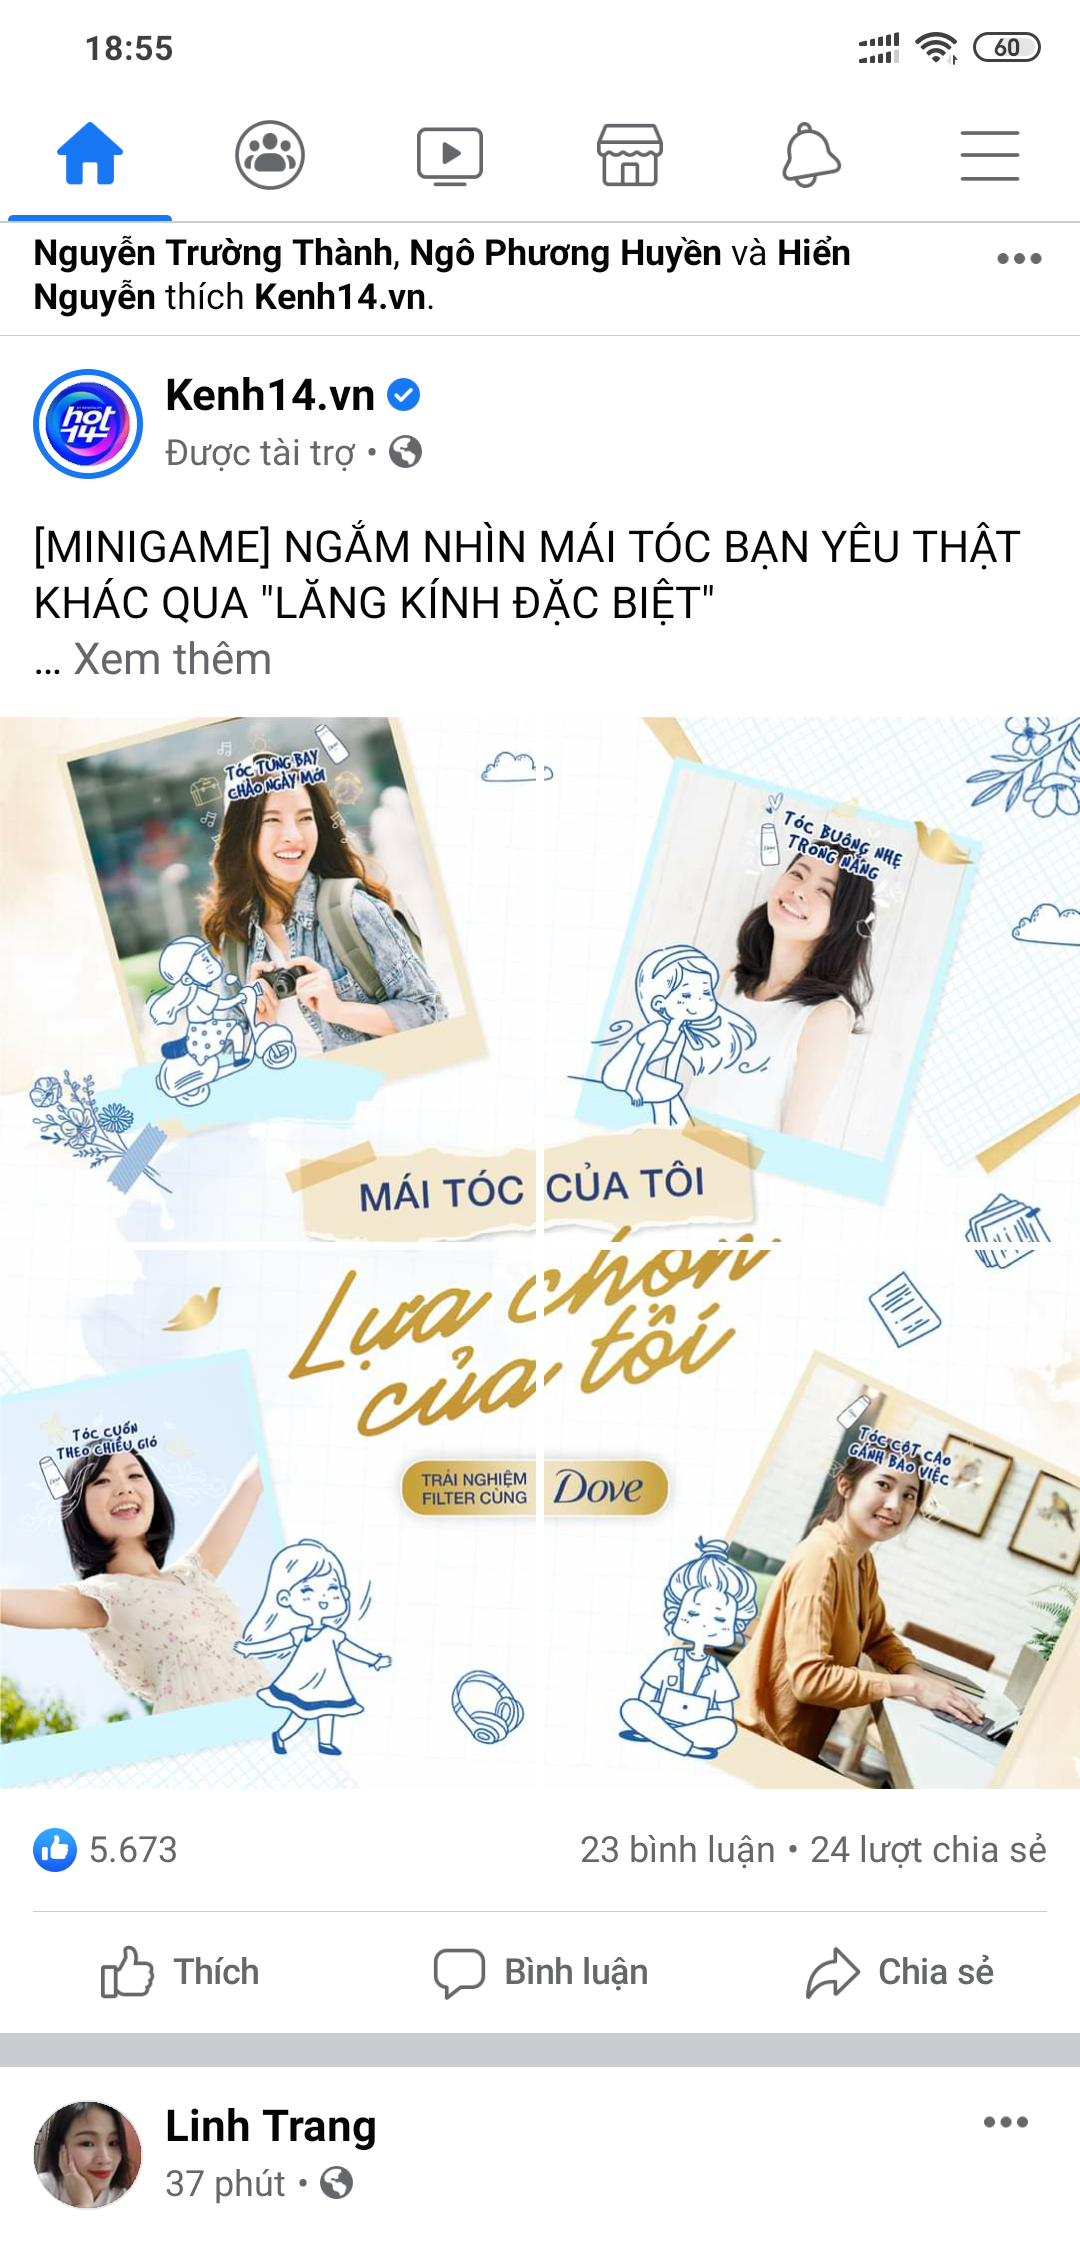 18:55
60
Nguyễn Trường Thành, Ngô Phương Huyền và Hiển
Nguyễn thích Kenh14.vn.
hot
14
Kenh14.vn
Được tài trợ
[MINIGAME] NGẮM NHÌN MÁI TÓC BẠN YÊU THẬT
KHÁC QUA "LĂNG KÍNH ĐẶC BIỆT"
... Xem thêm
TÓC TUNG BAY
CHÀO NGÀY MỚI
TÓC BUÔNG NHẸ
TRONG NẮNG
MÁI TÓC CỦA TÔI
Lựa chọn
của tôi
TÓC CUỐN
THEO CHIỀU GIÓ
TRẢI NGHIỆM
FILTER CÙNG
Dove
TÓC CỘT CAO
GÁNH BAO VIỆC
5.673
23 bình luận • 24 lượt chia sẻ
Thích
Bình luận
Chia sẻ
Linh Trang
37 phút